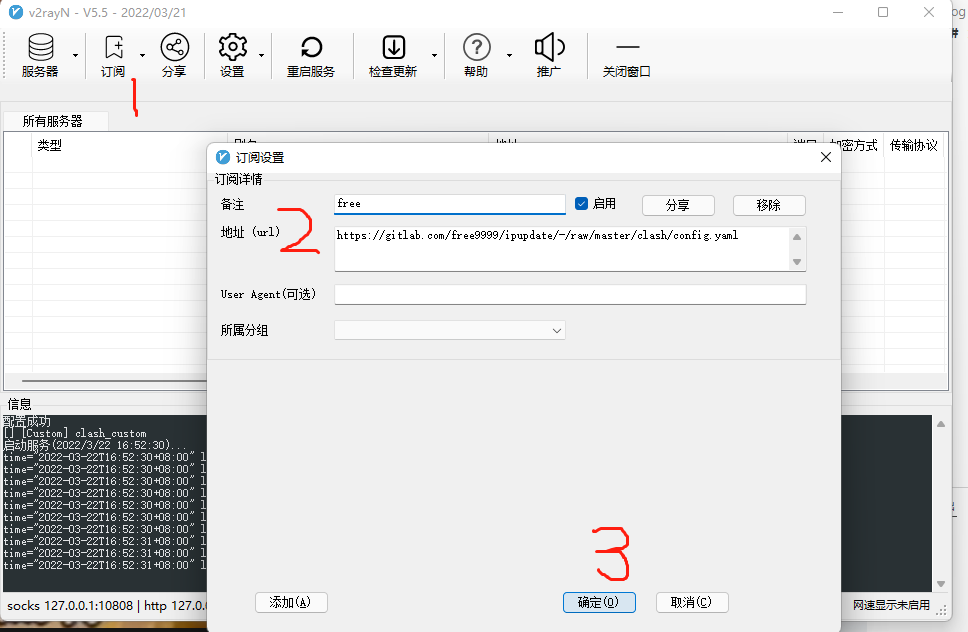 v2rayN - V5.5 - 2022/03/21
服务器 订阅 分享 设置 重启服务 检查更新 帮助 推广 关闭窗口
1
所有服务器
类型 别名 地址 端口 加密方式 传输协议
订阅设置
订阅详情
备注 free 启用 分享 移除
地址 (url) 2 https://gitlab.com/free9999/ipupdate/-/raw/master/clash/config.yaml
User Agent(可选)
所属分组
信息
配置成功
[] [Custom] clash_custom
启动服务(2022/3/22 16:52:30)...
time="2022-03-22T16:52:30+08:00" l
time="2022-03-22T16:52:30+08:00" l
time="2022-03-22T16:52:30+08:00" l
time="2022-03-22T16:52:30+08:00" l
time="2022-03-22T16:52:30+08:00" l
time="2022-03-22T16:52:30+08:00" l
time="2022-03-22T16:52:30+08:00" l
time="2022-03-22T16:52:31+08:00" l
time="2022-03-22T16:52:31+08:00" l
time="2022-03-22T16:52:31+08:00" l
3
添加(A) 确定(O) 取消(C)
socks 127.0.0.1:10808 | http 127.0. 网速显示未启用